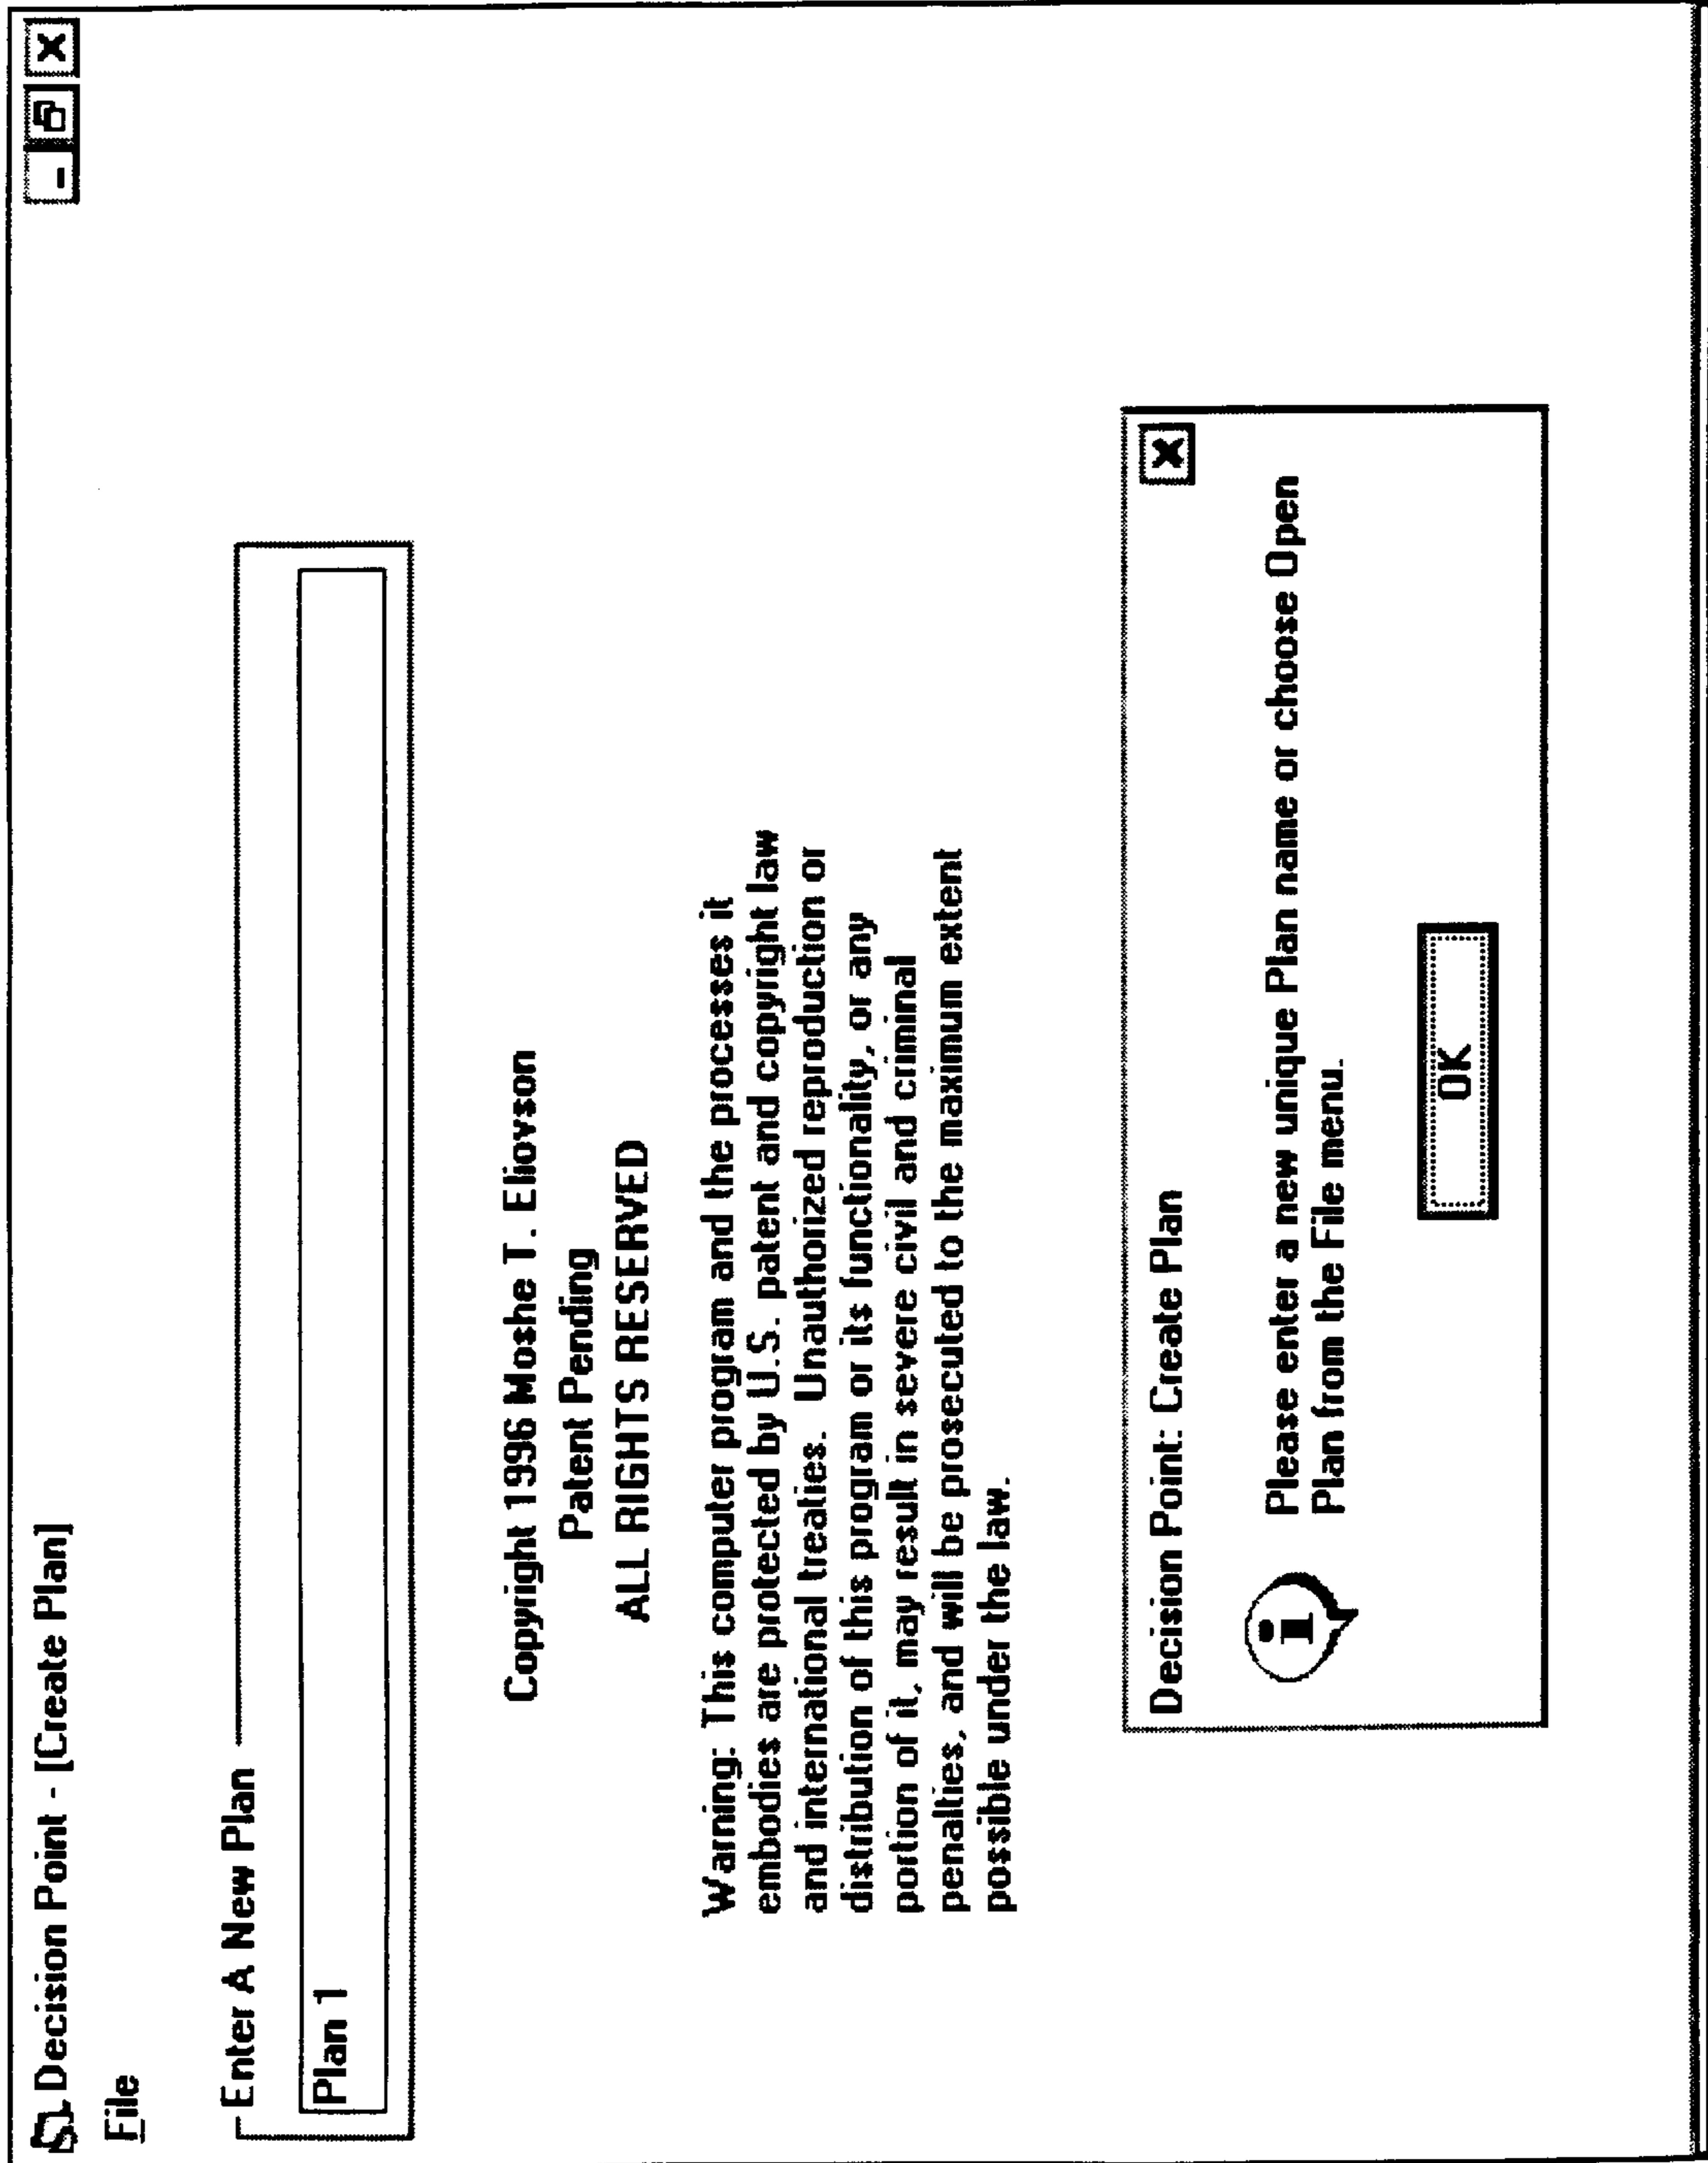 Decision Point - [Create Plan]
File
Enter A New Plan
Plan 1
Copyright 1996 Moshe T. Eliovson
Patent Pending
ALL RIGHTS RESERVED
Warning: This computer program and the processes it
embodies are protected by U.S. patent and copyright law
and international treaties. Unauthorized reproduction or
distribution of this program or its functionality, or any
portion of it, may result in severe civil and criminal
penalties, and will be prosecuted to the maximum extent
possible under the law.
Decision Point: Create Plan
Please enter a new unique Plan name or choose Open
Plan from the File menu.
OK